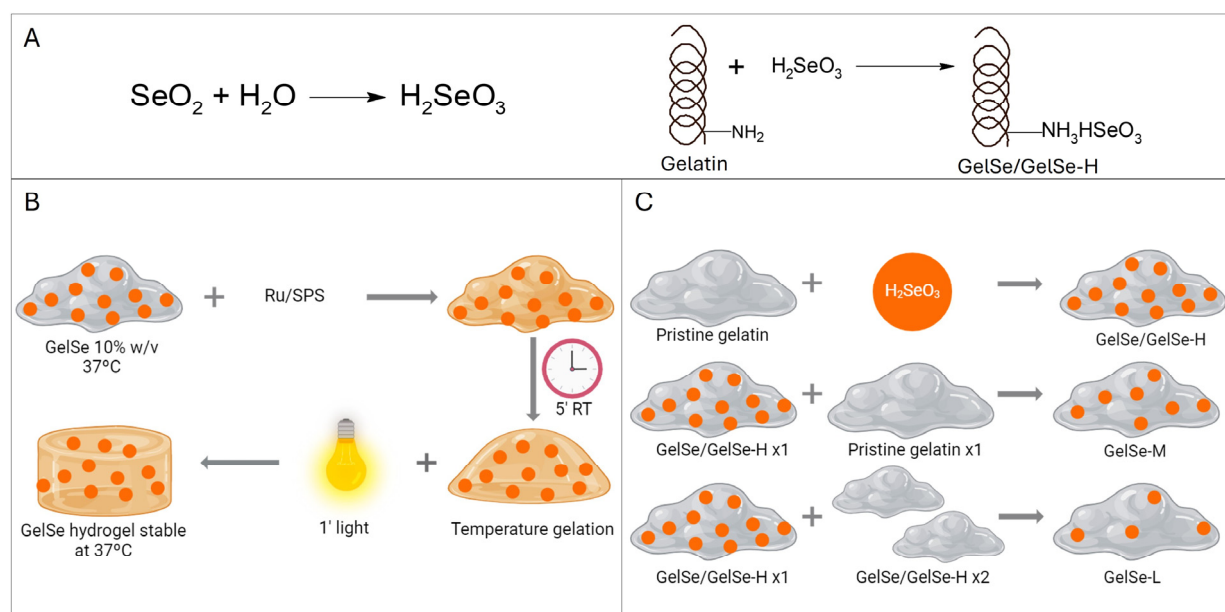 A
SeO₂ + H₂O → H₂SeO₃
+ H₂SeO₃ →
NH₂
NH₃HSeO₃
Gelatin
GelSe/GelSe-H
B
+ Ru/SPS
GelSe 10% w/v
37ºC
5' RT
+
GelSe hydrogel stable
at 37ºC
1' light
Temperature gelation
C
+
H₂SeO₃
Pristine gelatin
GelSe/GelSe-H
+
GelSe/GelSe-H x1
Pristine gelatin x1
GelSe-M
+
GelSe/GelSe-H x1
GelSe/GelSe-H x2
GelSe-L